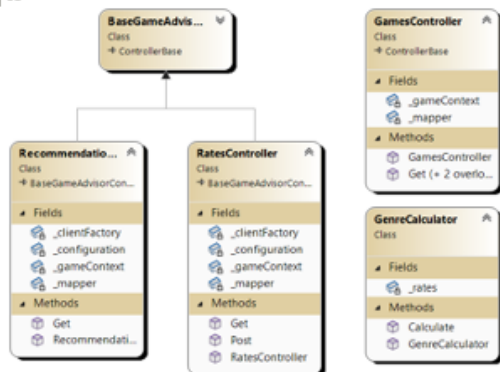 BaseGameAdvis...
Class
ControllerBase
Recommendatio...
Class
BaseGameAdvisorCon...
Fields
_clientFactory
_configuration
_gameContext
_mapper
Methods
Get
Recommendati...
RatesController
Class
BaseGameAdvisorCon...
Fields
_clientFactory
_configuration
_gameContext
_mapper
Methods
Get
Post
RatesController
GamesController
Class
ControllerBase
Fields
_gameContext
_mapper
Methods
GamesController
Get (+ 2 overlo...
GenreCalculator
Class
Fields
_rates
Methods
Calculate
GenreCalculator